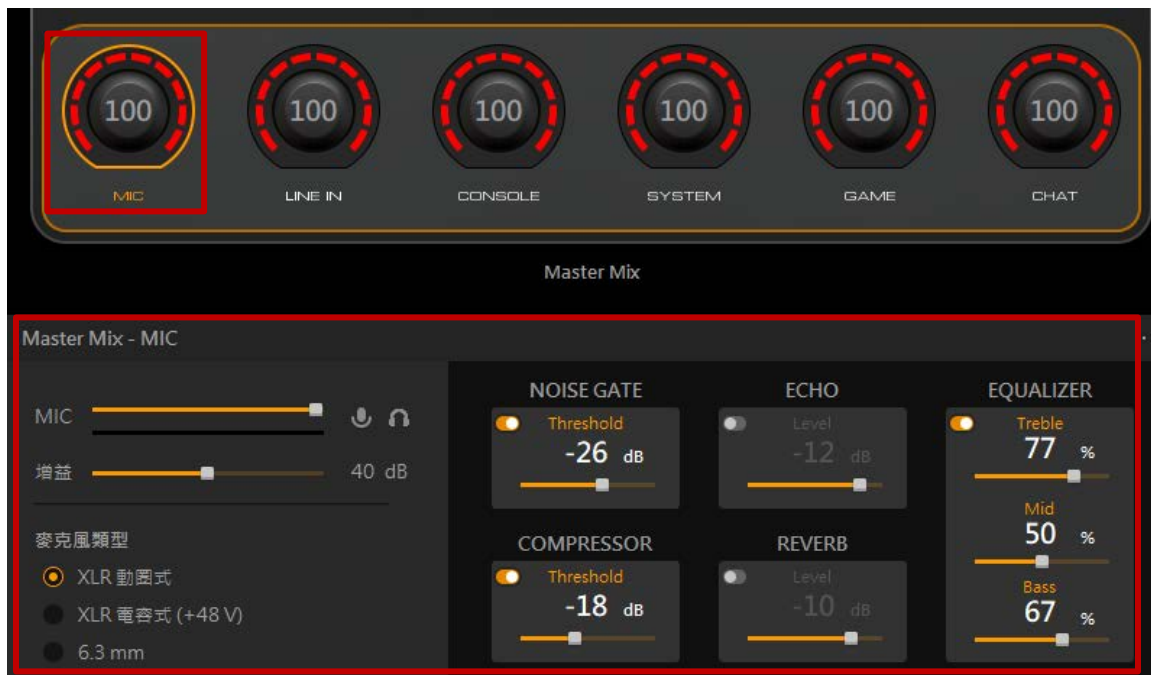 100 100 100 100 100 100
MIC LINE IN CONSOLE SYSTEM GAME CHAT
Master Mix
Master Mix - MIC
MIC
增益 40 dB
麥克風類型
XLR 動圈式
XLR 電容式 (+48 V)
6.3 mm
NOISE GATE
Threshold
-26 dB
ECHO
Level
-12 dB
COMPRESSOR
Threshold
-18 dB
REVERB
Level
-10 dB
EQUALIZER
Treble
77 %
Mid
50 %
Bass
67 %